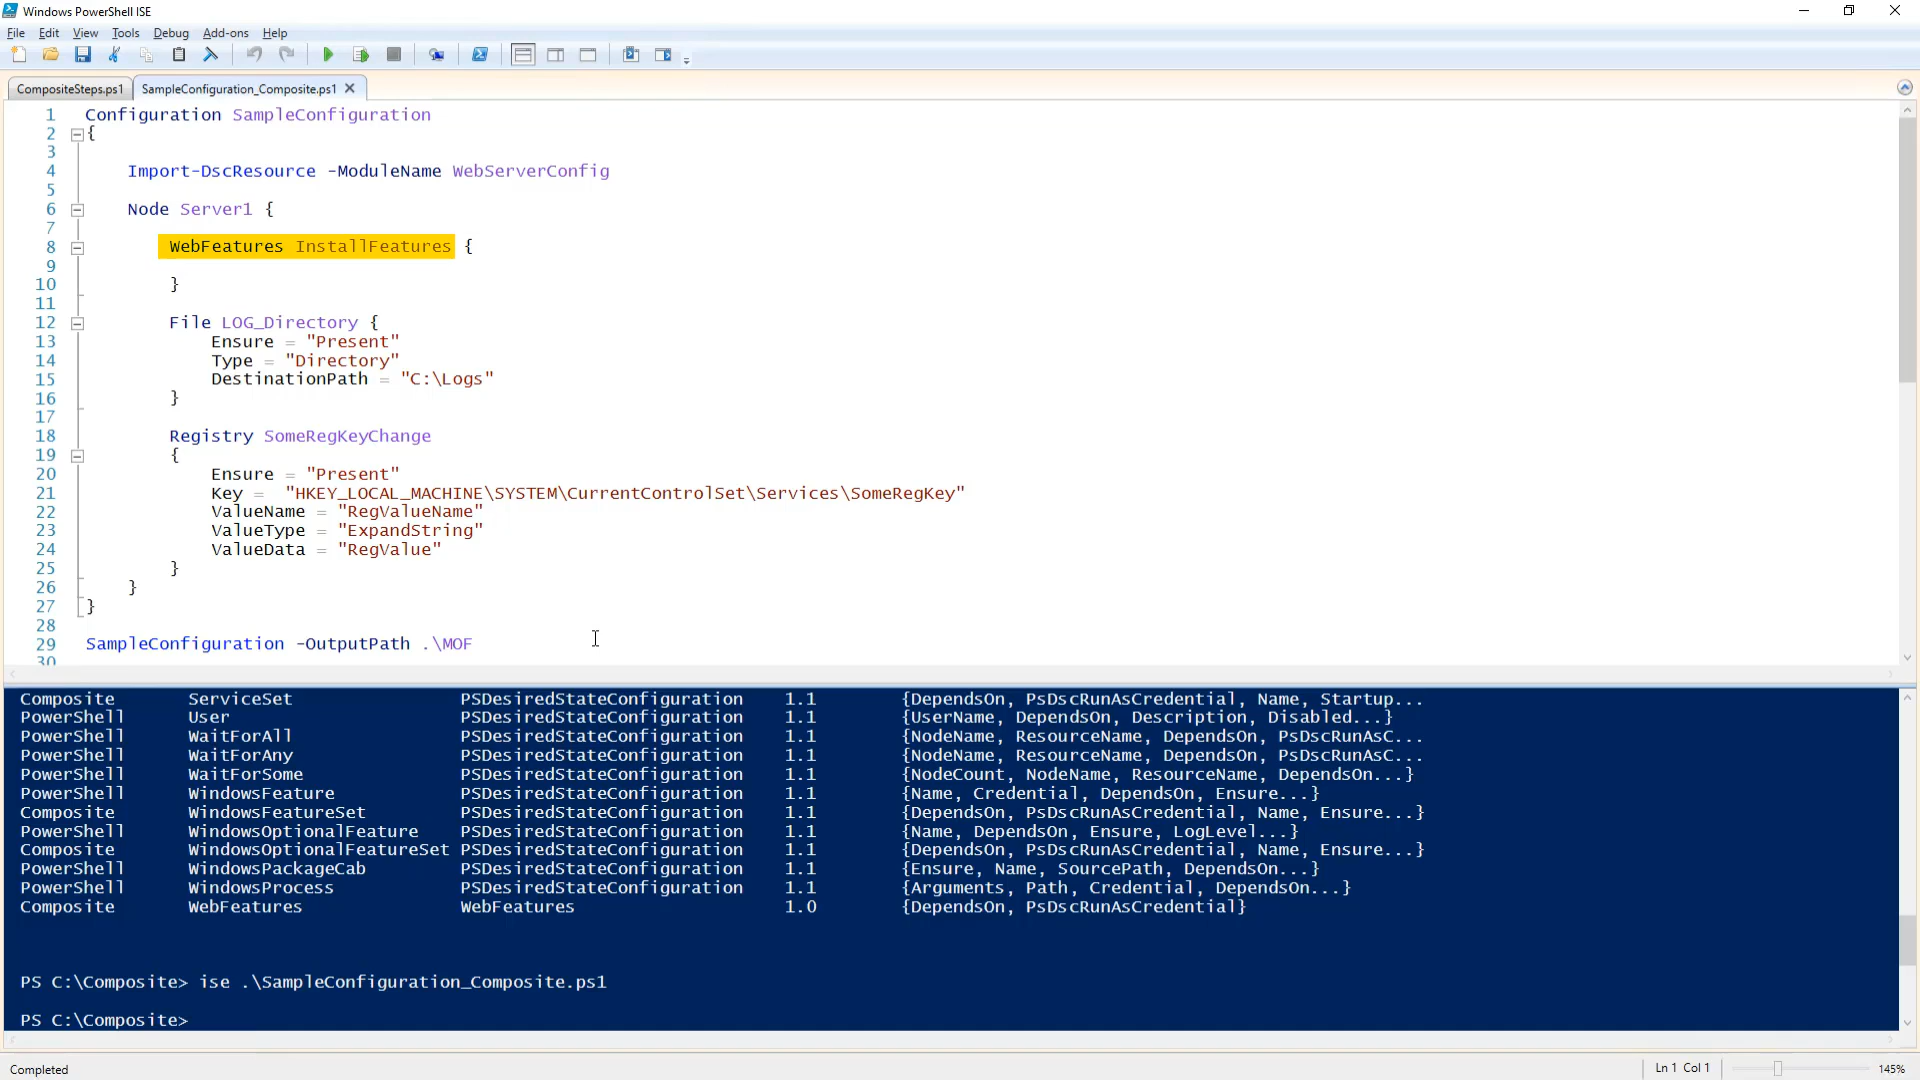 Windows PowerShell ISE
File Edit View Tools Debug Add-ons Help
CompositeSteps.ps1 SampleConfiguration_Composite.ps1
1 Configuration SampleConfiguration
2 {
3
4 Import-DscResource -ModuleName WebServerConfig
5
6 Node Server1 {
7
8 WebFeatures InstallFeatures {
9
10 }
11
12 File LOG_Directory {
13 Ensure = "Present"
14 Type = "Directory"
15 DestinationPath = "C:\Logs"
16 }
17
18 Registry SomeRegKeyChange
19 {
20 Ensure = "Present"
21 Key = "HKEY_LOCAL_MACHINE\SYSTEM\CurrentControlSet\Services\SomeRegKey"
22 ValueName = "RegValueName"
23 ValueType = "ExpandString"
24 ValueData = "RegValue"
25 }
26 }
27 }
28
29 SampleConfiguration -OutputPath .\MOF
30
Composite ServiceSet PSDesiredStateConfiguration 1.1 {DependsOn, PsDscRunAsCredential, Name, Startup...
PowerShell User PSDesiredStateConfiguration 1.1 {UserName, DependsOn, Description, Disabled...}
PowerShell WaitForAll PSDesiredStateConfiguration 1.1 {NodeName, ResourceName, DependsOn, PsDscRunAsC...
PowerShell WaitForAny PSDesiredStateConfiguration 1.1 {NodeName, ResourceName, DependsOn, PsDscRunAsC...
PowerShell WaitForSome PSDesiredStateConfiguration 1.1 {NodeCount, NodeName, ResourceName, DependsOn...}
PowerShell WindowsFeature PSDesiredStateConfiguration 1.1 {Name, Credential, DependsOn, Ensure...}
Composite WindowsFeatureSet PSDesiredStateConfiguration 1.1 {DependsOn, PsDscRunAsCredential, Name, Ensure...}
PowerShell WindowsOptionalFeature PSDesiredStateConfiguration 1.1 {Name, DependsOn, Ensure, LogLevel...}
Composite WindowsOptionalFeatureSet PSDesiredStateConfiguration 1.1 {DependsOn, PsDscRunAsCredential, Name, Ensure...}
PowerShell WindowsPackageCab PSDesiredStateConfiguration 1.1 {Ensure, Name, SourcePath, DependsOn...}
PowerShell WindowsProcess PSDesiredStateConfiguration 1.1 {Arguments, Path, Credential, DependsOn...}
Composite WebFeatures WebFeatures 1.0 {DependsOn, PsDscRunAsCredential}
PS C:\Composite> ise .\SampleConfiguration_Composite.ps1
PS C:\Composite>
Completed Ln 1 Col 1 145%